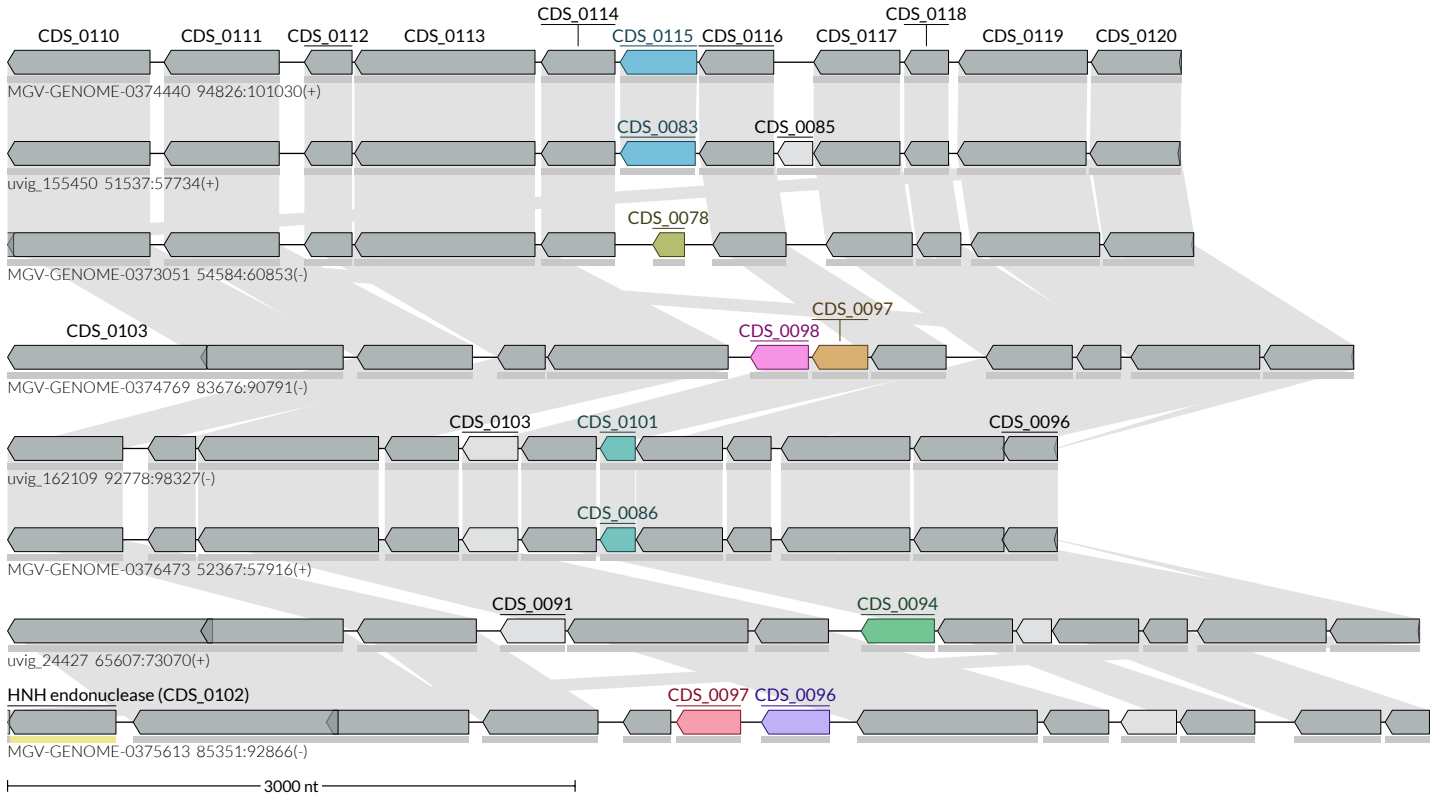 CDS_0114 CDS_0118
CDS_0110 CDS_0111 CDS_0112 CDS_0113 CDS_0115 CDS_0116 CDS_0117 CDS_0119 CDS_0120
MGV-GENOME-0374440 94826:101030(+)
CDS_0083 CDS_0085
uvig_155450 51537:57734(+)
CDS_0078
MGV-GENOME-0373051 54584:60853(-)
CDS_0097
CDS_0103 CDS_0098
MGV-GENOME-0374769 83676:90791(-)
CDS_0103 CDS_0101 CDS_0096
uvig_162109 92778:98327(-)
CDS_0086
MGV-GENOME-0376473 52367:57916(+)
CDS_0091 CDS_0094
uvig_24427 65607:73070(+)
HNH endonuclease (CDS_0102) CDS_0097 CDS_0096
MGV-GENOME-0375613 85351:92866(-)
3000 nt